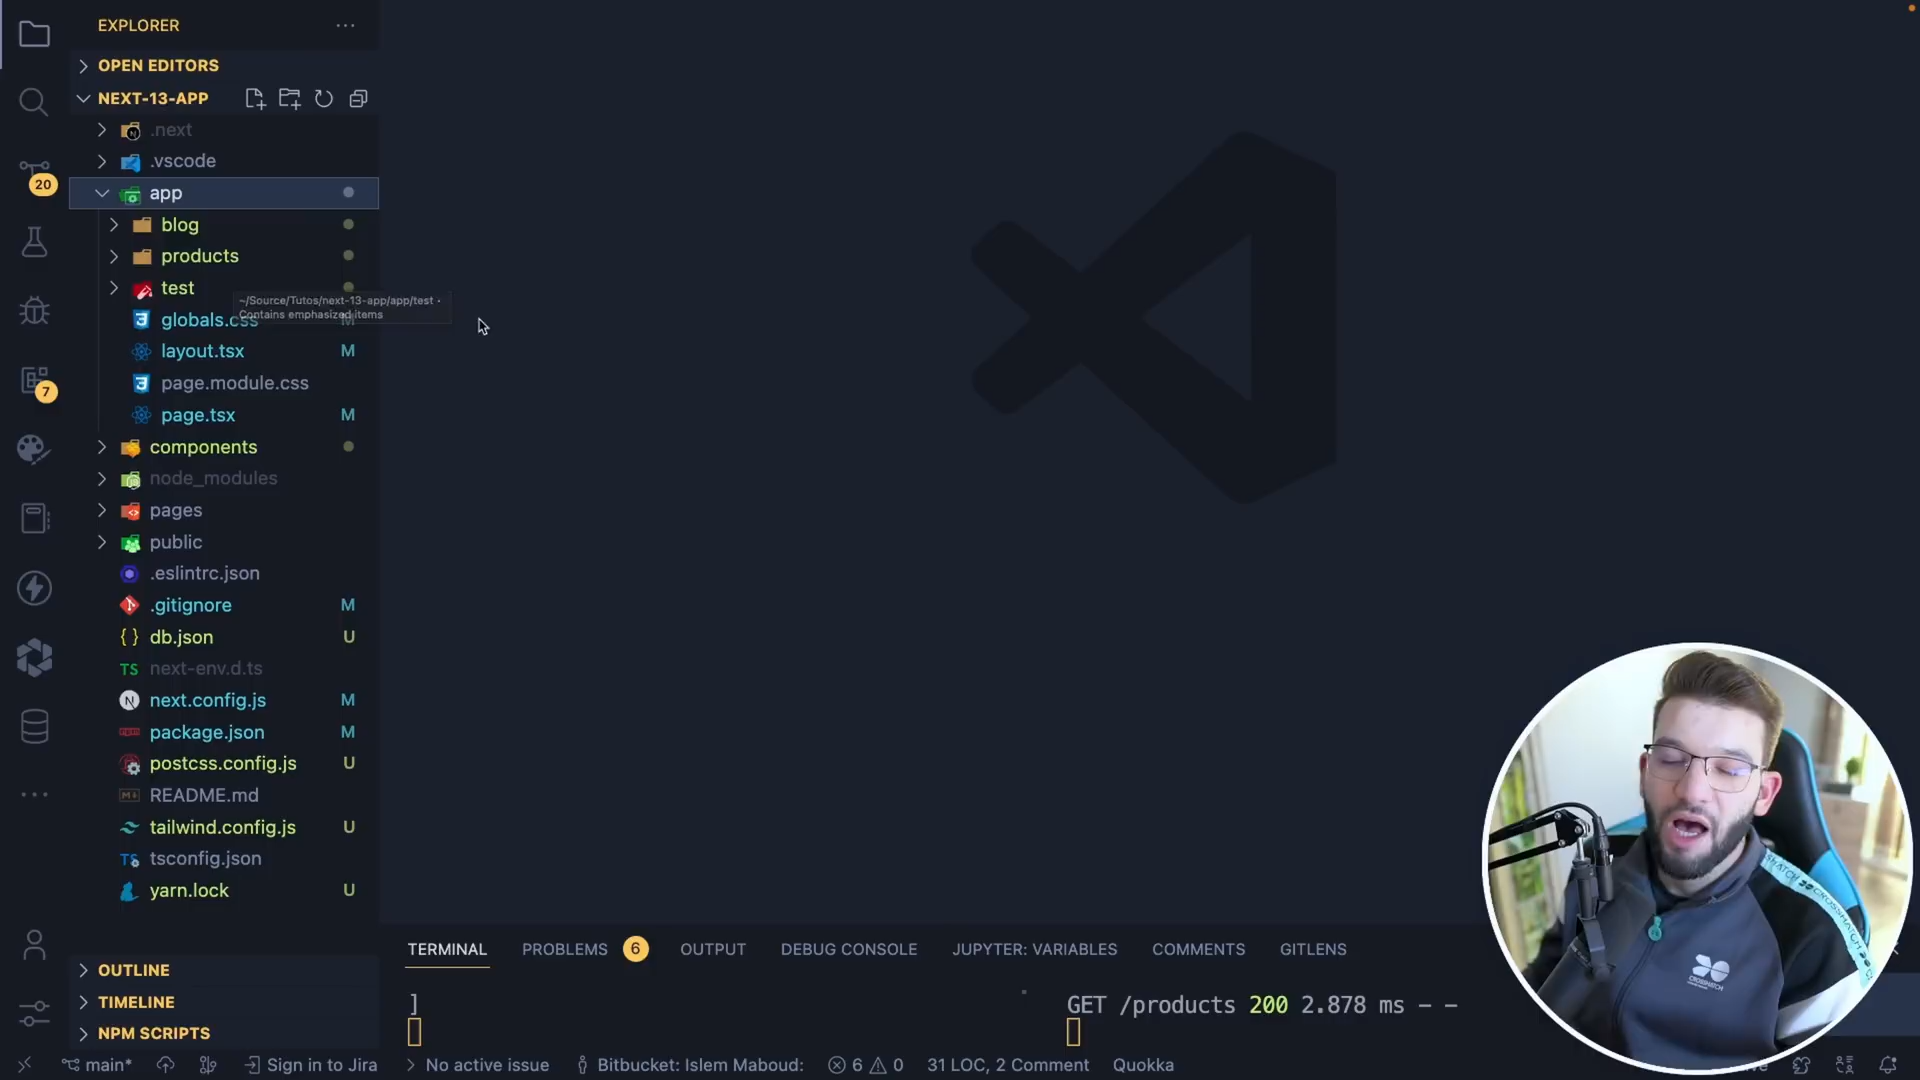 EXPLORER
OPEN EDITORS
NEXT-13-APP
.next
.vscode
20
app
blog
products
test
~/Source/Tutos/next-13-app/app/test •
Contains emphasized items
globals.css M
layout.tsx M
page.module.css
7
page.tsx M
components
node_modules
pages
public
.eslintrc.json
.gitignore M
db.json U
next-env.d.ts
next.config.js M
package.json M
postcss.config.js U
README.md
tailwind.config.js U
tsconfig.json
yarn.lock U
TERMINAL PROBLEMS 6 OUTPUT DEBUG CONSOLE JUPYTER: VARIABLES COMMENTS GITLENS
OUTLINE
TIMELINE
NPM SCRIPTS
]
GET /products 200 2.878 ms - -
CROSSHATCH
main* Sign in to Jira No active issue Bitbucket: Islem Maboud: 6 0 31 LOC, 2 Comment Quokka